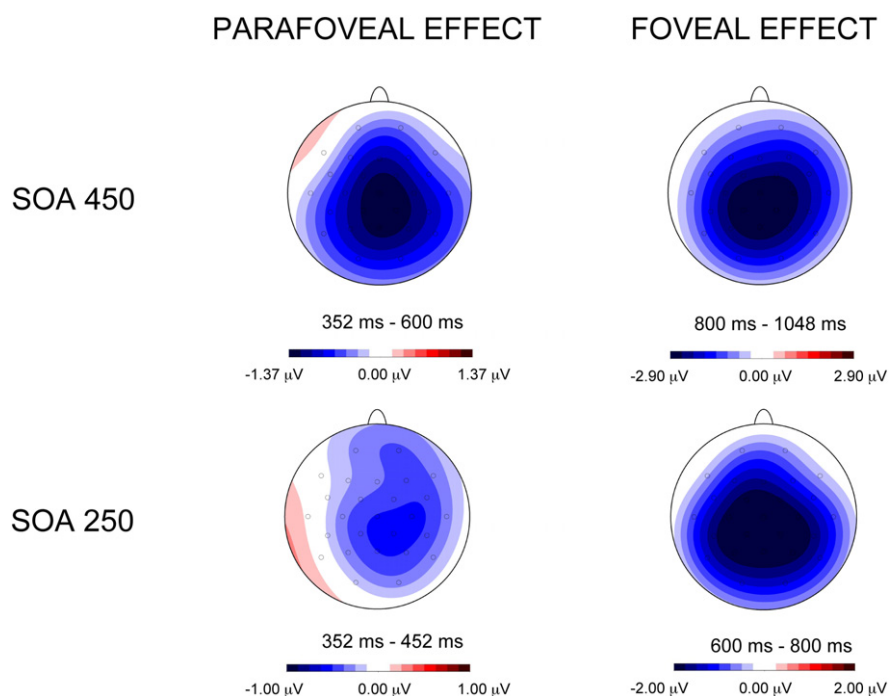 PARAFOVEAL EFFECT FOVEAL EFFECT
SOA 450
352 ms - 600 ms 800 ms - 1048 ms
-1.37 µV 0.00 µV 1.37 µV -2.90 µV 0.00 µV 2.90 µV
SOA 250
352 ms - 452 ms 600 ms - 800 ms
-1.00 µV 0.00 µV 1.00 µV -2.00 µV 0.00 µV 2.00 µV